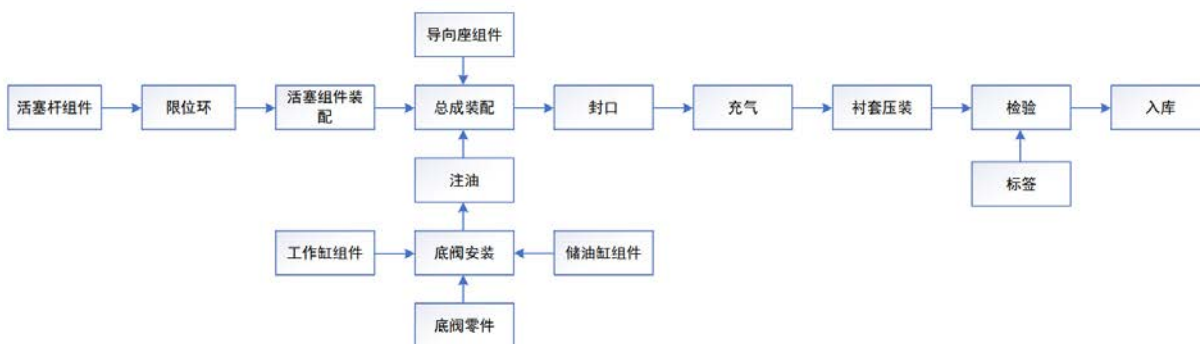 导向座组件
活塞杆组件
限位环
活塞组件装
配
总成装配
封口
充气
衬套压装
检验
入库
注油
标签
工作缸组件
底阀安装
储油缸组件
底阀零件